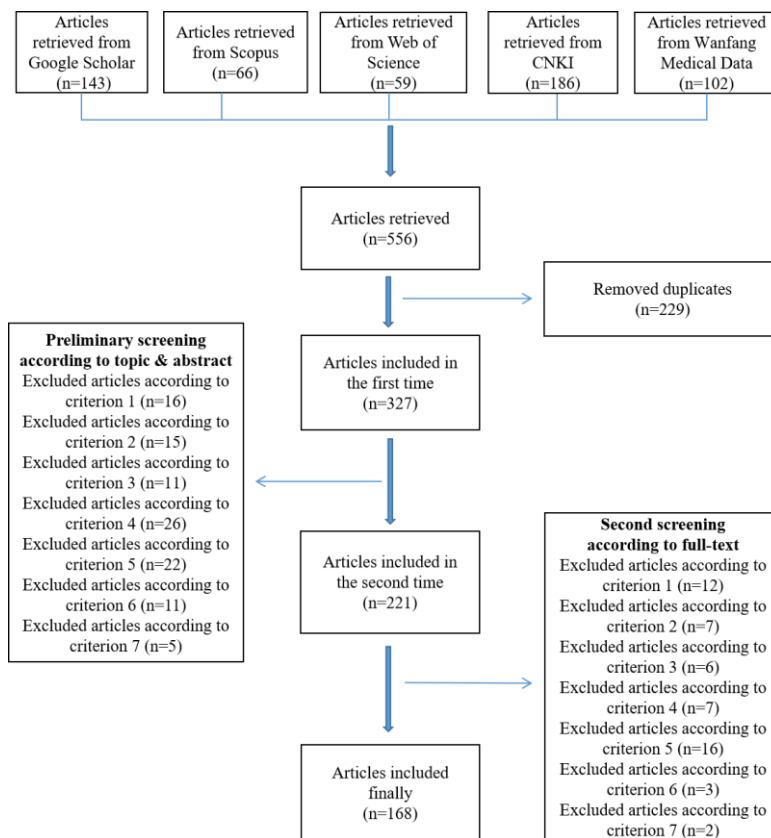 Articles
retrieved from
Google Scholar
(n=143)
Articles retrieved
from Scopus
(n=66)
Articles
retrieved
from Web of
Science
(n=59)
Articles
retrieved from
CNKI
(n=186)
Articles
retrieved from
Wanfang
Medical Data
(n=102)
Articles retrieved
(n=556)
Removed duplicates
(n=229)
Preliminary screening
according to topic & abstract
Excluded articles according to
criterion 1 (n=16)
Excluded articles according to
criterion 2 (n=15)
Excluded articles according to
criterion 3 (n=11)
Excluded articles according to
criterion 4 (n=26)
Excluded articles according to
criterion 5 (n=22)
Excluded articles according to
criterion 6 (n=11)
Excluded articles according to
criterion 7 (n=5)
Articles included in
the first time
(n=327)
Articles included in
the second time
(n=221)
Second screening
according to full-text
Excluded articles according to
criterion 1 (n=12)
Excluded articles according to
criterion 2 (n=7)
Excluded articles according to
criterion 3 (n=6)
Excluded articles according to
criterion 4 (n=7)
Excluded articles according to
criterion 5 (n=16)
Excluded articles according to
criterion 6 (n=3)
Excluded articles according to
criterion 7 (n=2)
Articles included
finally
(n=168)